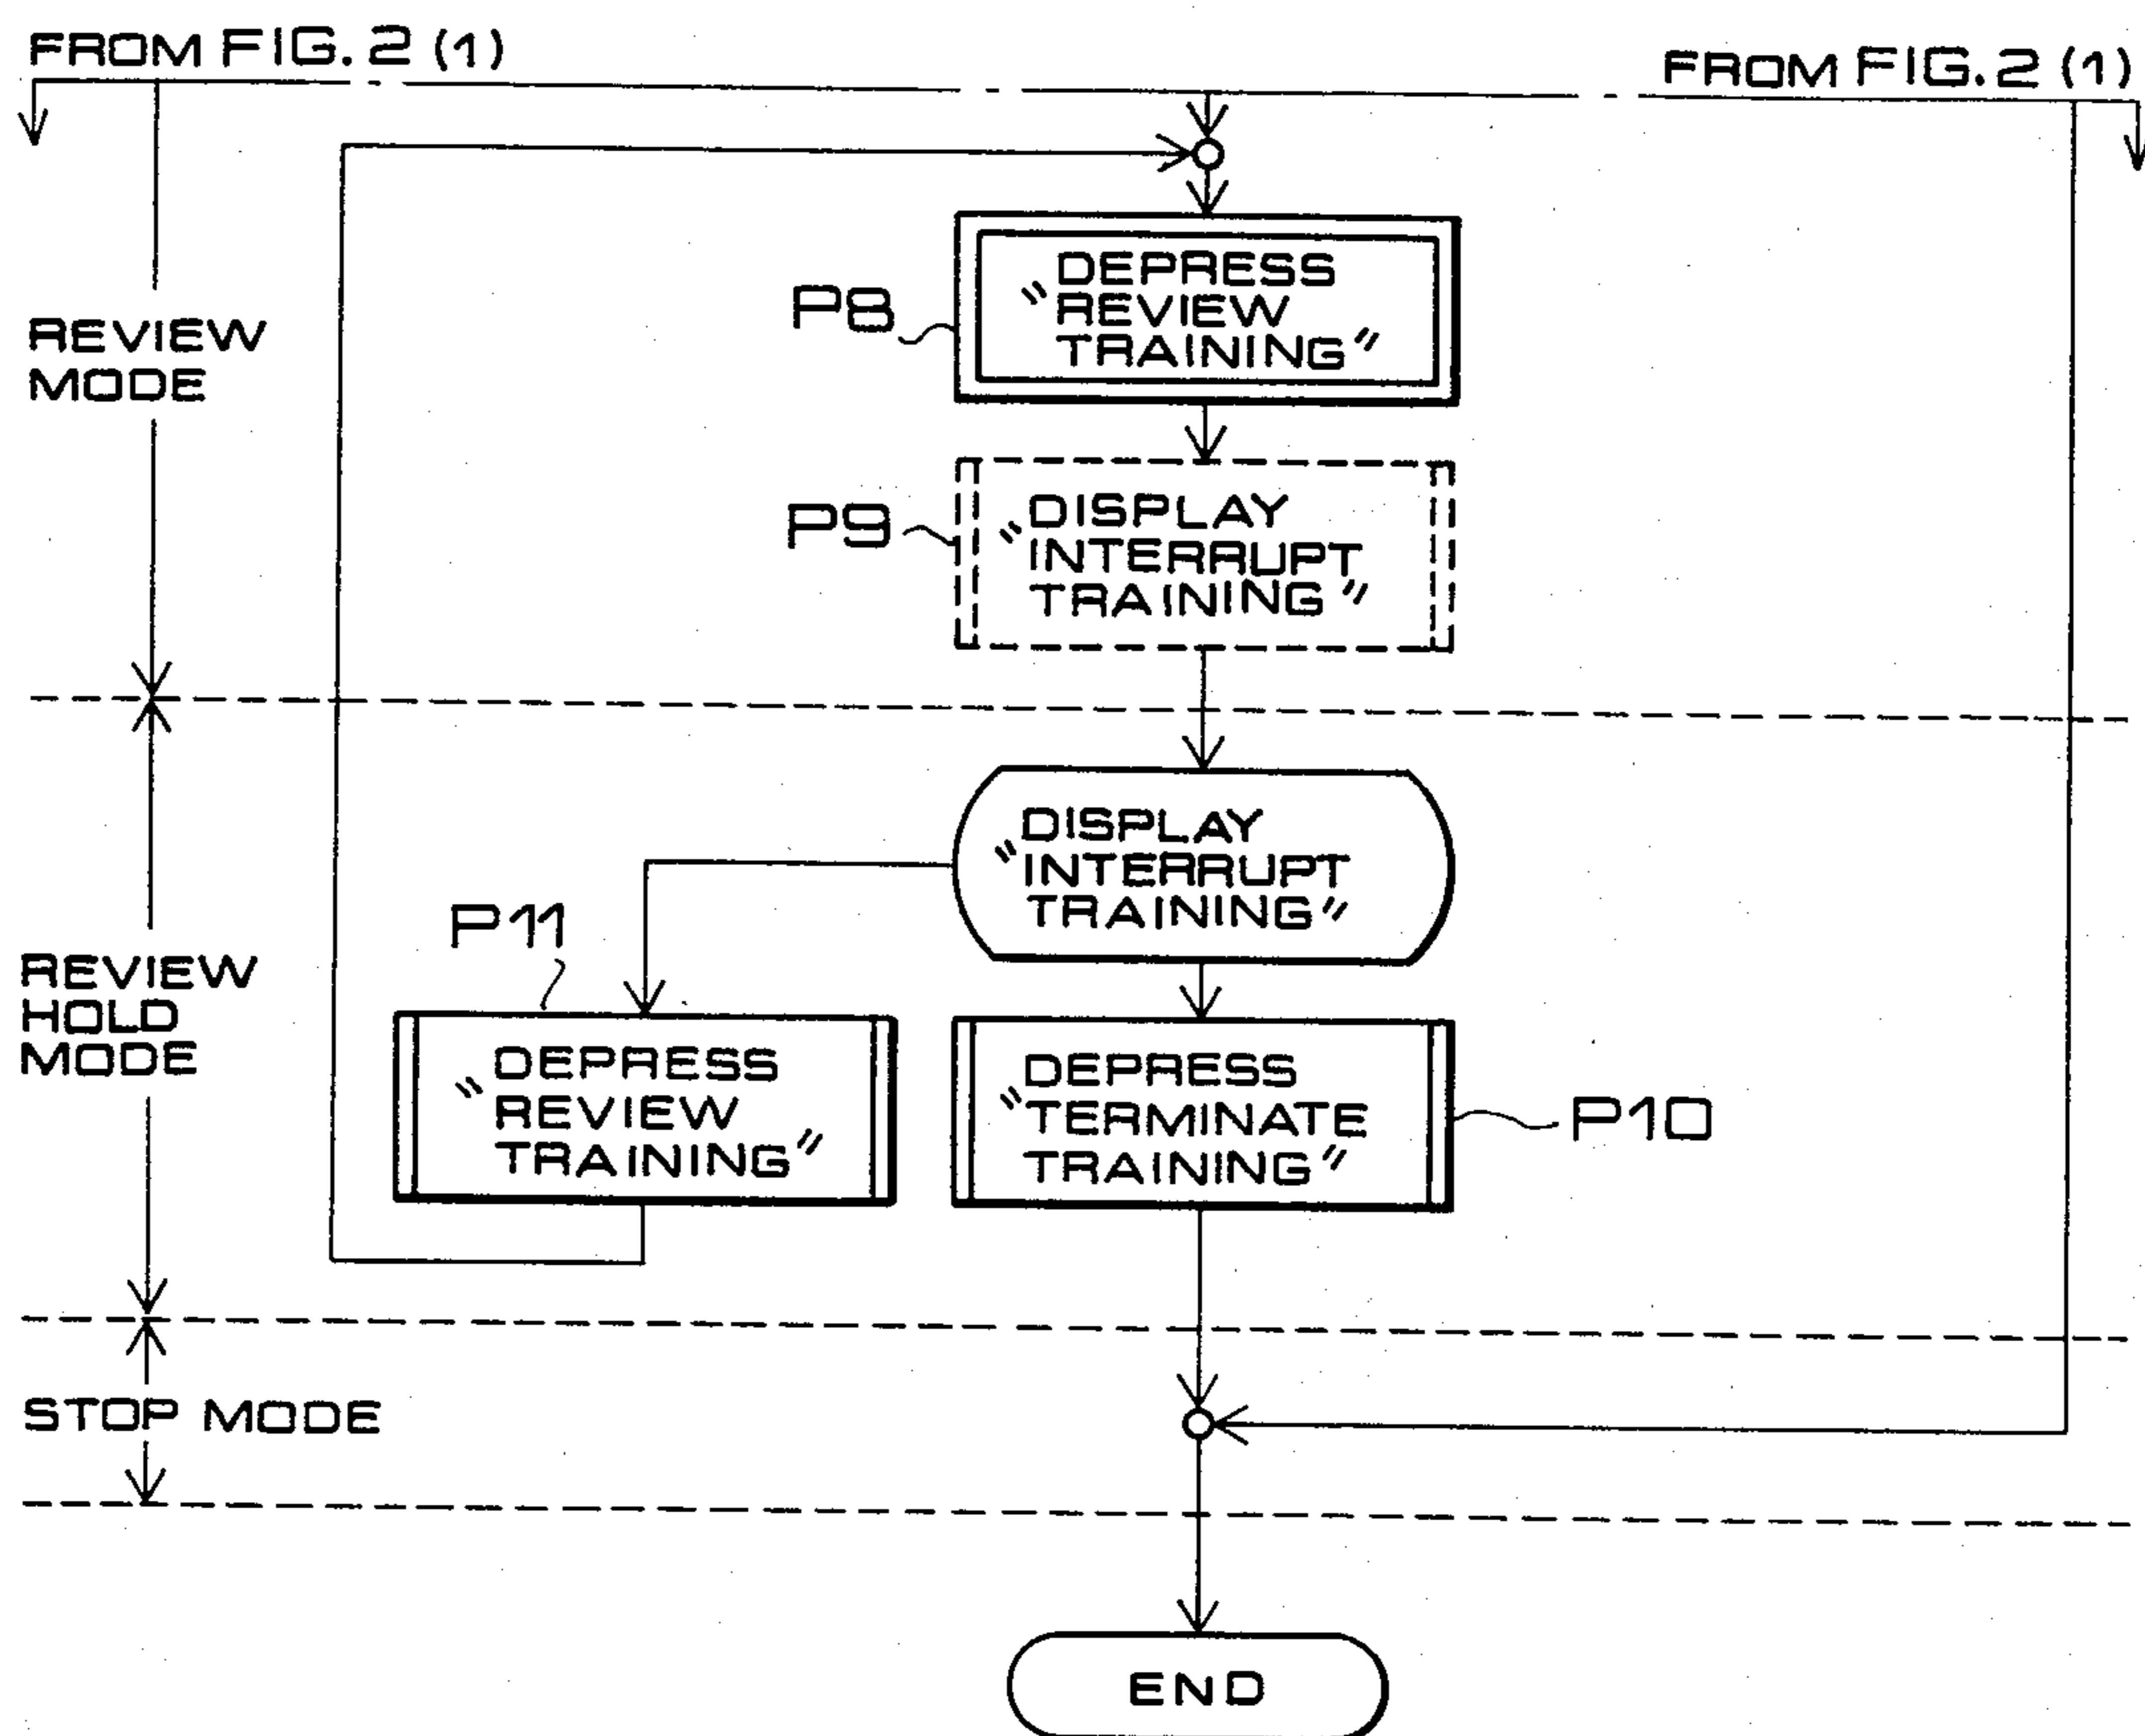 FROM FIG. 2 (1)
FROM FIG. 2 (1)
REVIEW
MODE
P8
DEPRESS
"REVIEW
TRAINING"
P9
DISPLAY
"INTERRUPT
TRAINING"
DISPLAY
"INTERRUPT
TRAINING"
REVIEW
HOLD
MODE
P11
DEPRESS
"REVIEW
TRAINING"
DEPRESS
"TERMINATE
TRAINING"
P10
STOP MODE
END